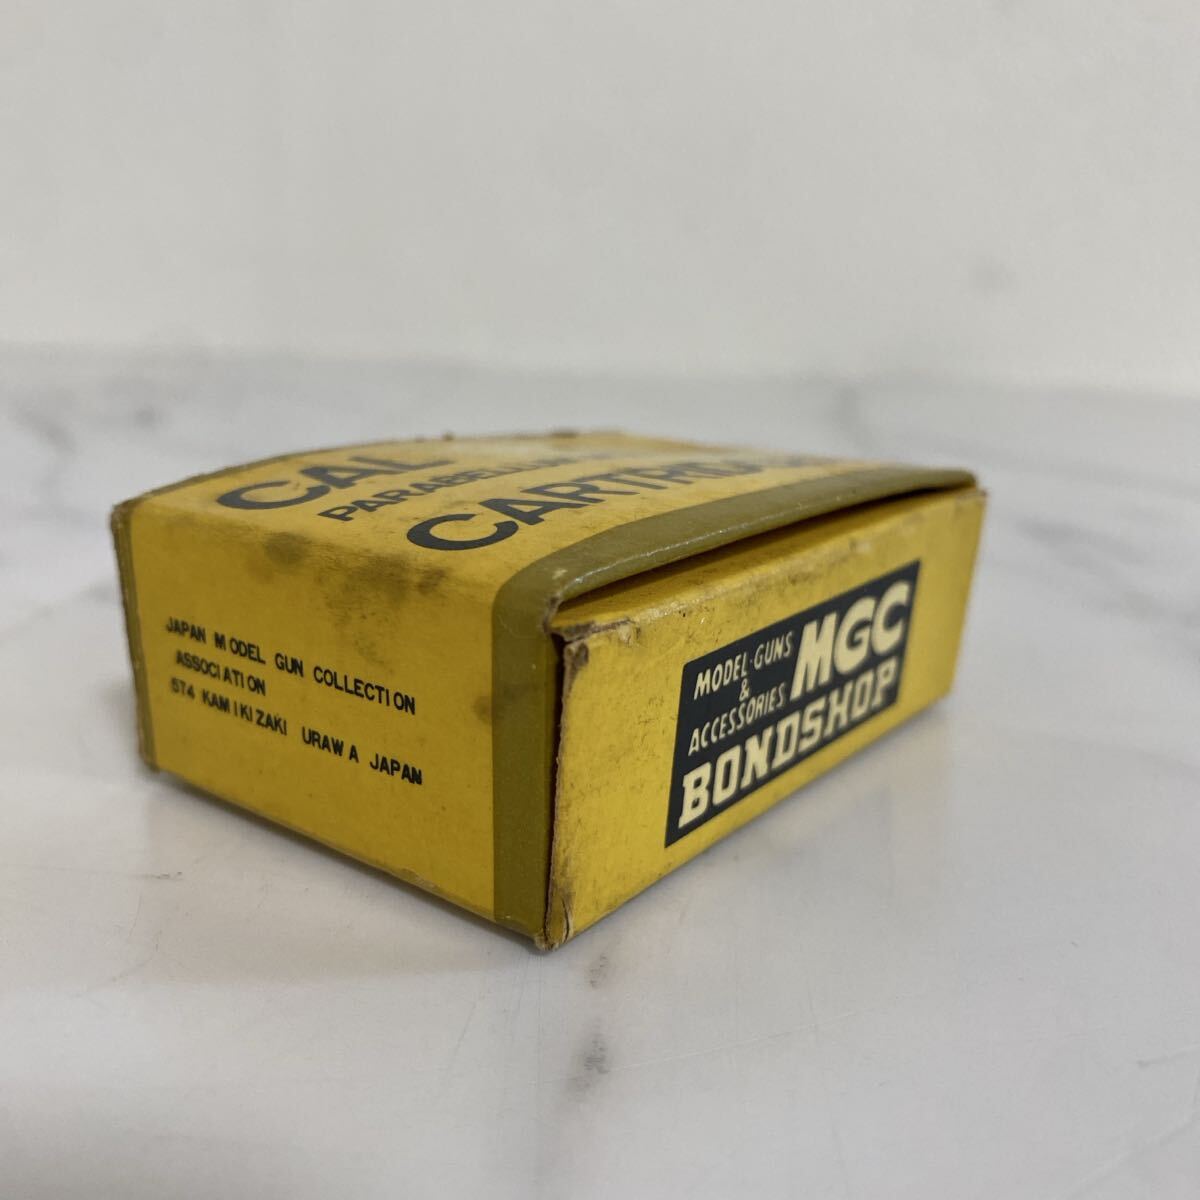 CAL
PARABELLUM
CARTRIDGE
JAPAN MODEL GUN COLLECTION
ASSOCIATION
574 KAMIKIZAKI URAWA JAPAN
MODEL·GUNS
&
ACCESSORIES
MGC
BONDSHOP